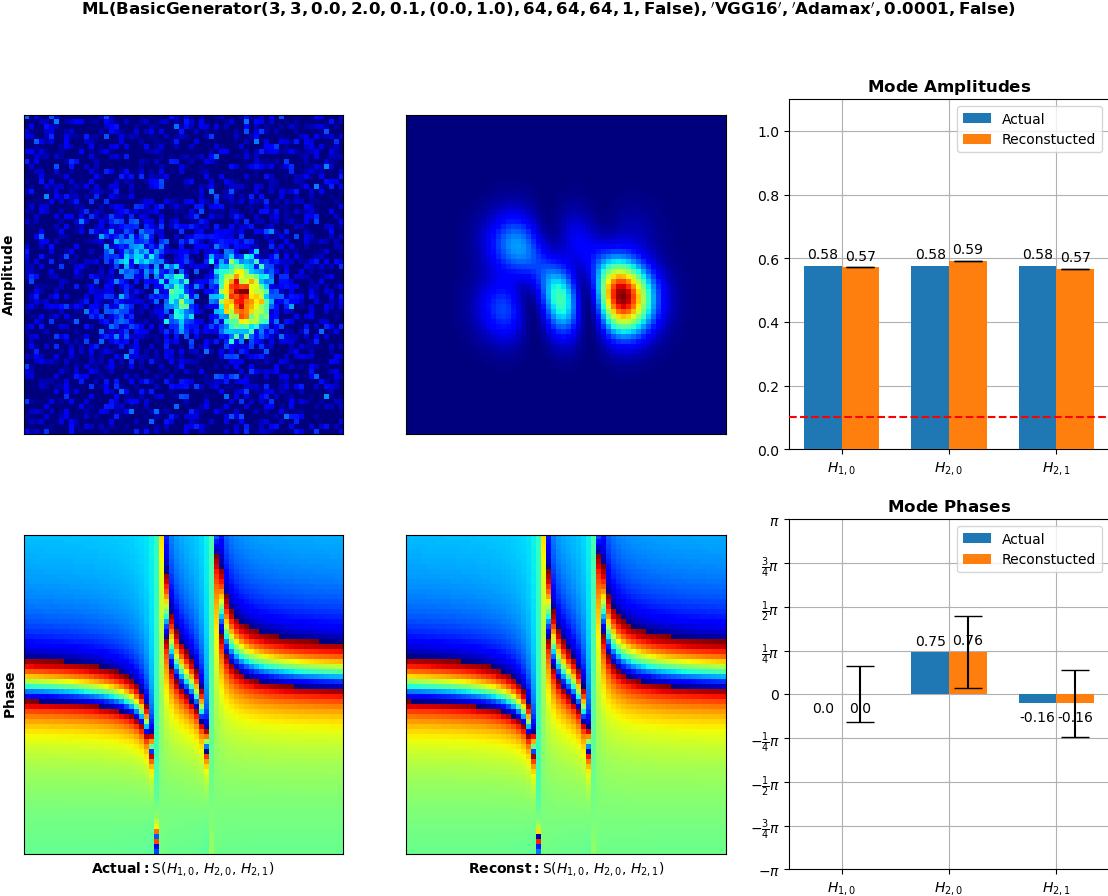 ML(BasicGenerator(3, 3, 0.0, 2.0, 0.1, (0.0, 1.0), 64, 64, 64, 1, False), ′VGG16′, ′Adamax′, 0.0001, False)
Amplitude
Mode Amplitudes
Actual
Reconstucted
1.0
0.8
0.6
0.4
0.2
0.0
0.58
0.57
0.58
0.59
0.58
0.57
H1,0
H2,0
H2,1
Phase
Actual: S(H1,0, H2,0, H2,1)
Reconst: S(H1,0, H2,0, H2,1)
Mode Phases
Actual
Reconstucted
π
3/4π
1/2π
1/4π
0
−1/4π
−1/2π
−3/4π
−π
0.0
0.0
0.75
0.76
-0.16
-0.16
H1,0
H2,0
H2,1